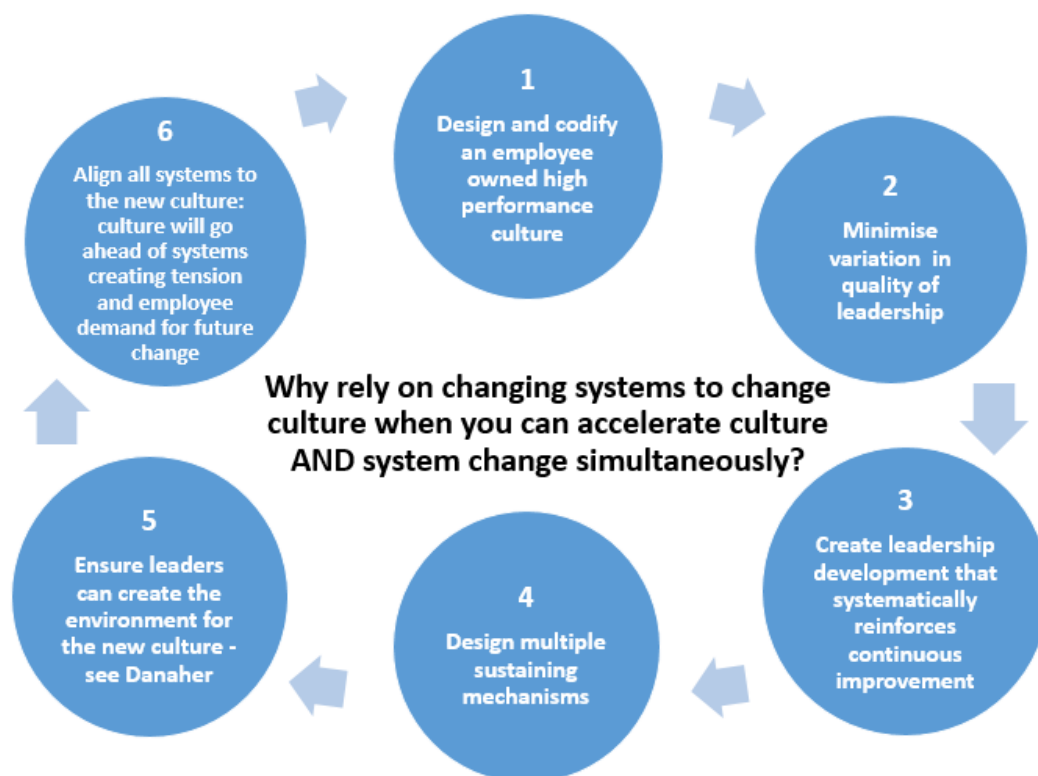 1
Design and codify
an employee
owned high
performance
culture
2
Minimise
variation in
quality of
leadership
3
Create leadership
development that
systematically
reinforces
continuous
improvement
4
Design multiple
sustaining
mechanisms
5
Ensure leaders
can create the
environment for
the new culture -
see Danaher
6
Align all systems to
the new culture:
culture will go
ahead of systems
creating tension
and employee
demand for future
change
Why rely on changing systems to change
culture when you can accelerate culture
AND system change simultaneously?